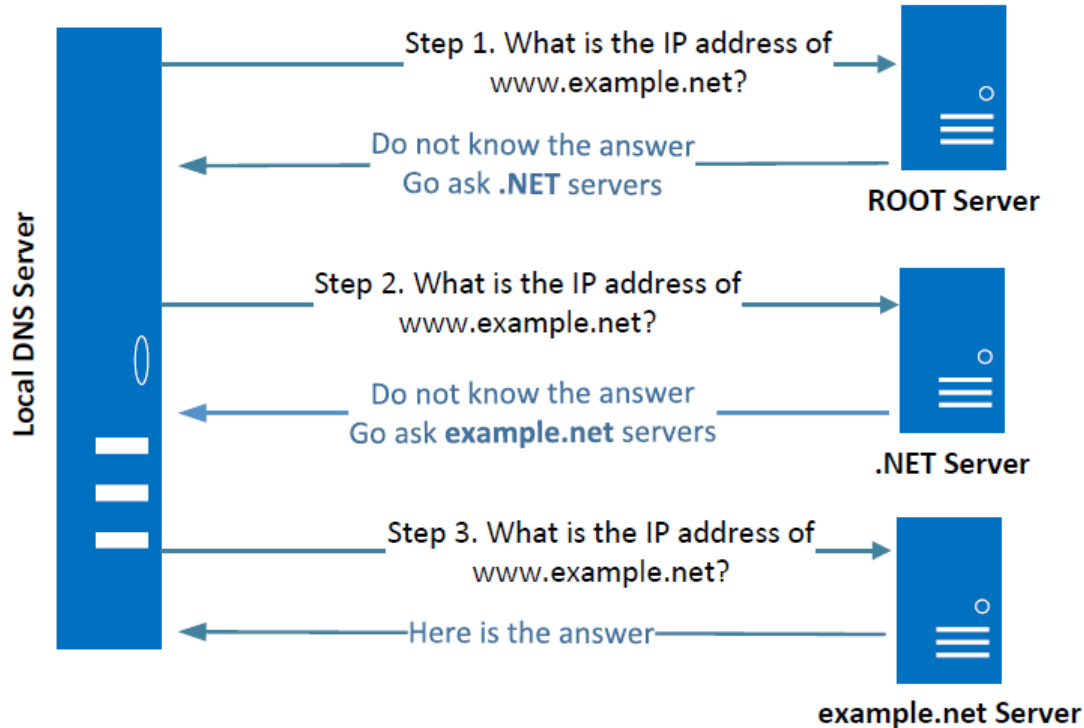 Local DNS Server
Step 1. What is the IP address of
www.example.net?
Do not know the answer
Go ask .NET servers
ROOT Server
Step 2. What is the IP address of
www.example.net?
Do not know the answer
Go ask example.net servers
.NET Server
Step 3. What is the IP address of
www.example.net?
Here is the answer
example.net Server